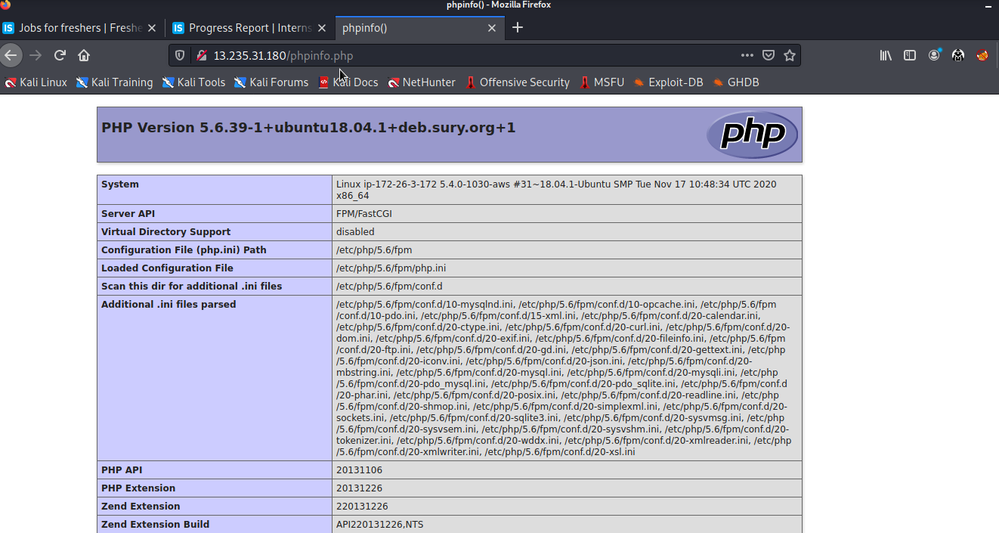 phpinfo() - Mozilla Firefox
IS Jobs for freshers | Freshe
IS Progress Report | Interns
phpinfo()
13.235.31.180/phpinfo.php
Kali Linux Kali Training Kali Tools Kali Forums Kali Docs NetHunter Offensive Security MSFU Exploit-DB GHDB
PHP Version 5.6.39-1+ubuntu18.04.1+deb.sury.org+1
php
System Linux ip-172-26-3-172 5.4.0-1030-aws #31~18.04.1-Ubuntu SMP Tue Nov 17 10:48:34 UTC 2020
x86_64
Server API FPM/FastCGI
Virtual Directory Support disabled
Configuration File (php.ini) Path /etc/php/5.6/fpm
Loaded Configuration File /etc/php/5.6/fpm/php.ini
Scan this dir for additional .ini files /etc/php/5.6/fpm/conf.d
Additional .ini files parsed /etc/php/5.6/fpm/conf.d/10-mysqlnd.ini, /etc/php/5.6/fpm/conf.d/10-opcache.ini, /etc/php/5.6/fpm
/conf.d/10-pdo.ini, /etc/php/5.6/fpm/conf.d/15-xml.ini, /etc/php/5.6/fpm/conf.d/20-calendar.ini,
/etc/php/5.6/fpm/conf.d/20-ctype.ini, /etc/php/5.6/fpm/conf.d/20-curl.ini, /etc/php/5.6/fpm/conf.d/20-
dom.ini, /etc/php/5.6/fpm/conf.d/20-exif.ini, /etc/php/5.6/fpm/conf.d/20-fileinfo.ini, /etc/php/5.6/fpm
/conf.d/20-ftp.ini, /etc/php/5.6/fpm/conf.d/20-gd.ini, /etc/php/5.6/fpm/conf.d/20-gettext.ini, /etc/php
/5.6/fpm/conf.d/20-iconv.ini, /etc/php/5.6/fpm/conf.d/20-json.ini, /etc/php/5.6/fpm/conf.d/20-
mbstring.ini, /etc/php/5.6/fpm/conf.d/20-mysql.ini, /etc/php/5.6/fpm/conf.d/20-mysqli.ini, /etc/php
/5.6/fpm/conf.d/20-pdo_mysql.ini, /etc/php/5.6/fpm/conf.d/20-pdo_sqlite.ini, /etc/php/5.6/fpm/conf.d
/20-phar.ini, /etc/php/5.6/fpm/conf.d/20-posix.ini, /etc/php/5.6/fpm/conf.d/20-readline.ini, /etc/php
/5.6/fpm/conf.d/20-shmop.ini, /etc/php/5.6/fpm/conf.d/20-simplexml.ini, /etc/php/5.6/fpm/conf.d/20-
sockets.ini, /etc/php/5.6/fpm/conf.d/20-sqlite3.ini, /etc/php/5.6/fpm/conf.d/20-sysvmsg.ini, /etc/php
/5.6/fpm/conf.d/20-sysvsem.ini, /etc/php/5.6/fpm/conf.d/20-sysvshm.ini, /etc/php/5.6/fpm/conf.d/20-
tokenizer.ini, /etc/php/5.6/fpm/conf.d/20-wddx.ini, /etc/php/5.6/fpm/conf.d/20-xmlreader.ini, /etc/php
/5.6/fpm/conf.d/20-xmlwriter.ini, /etc/php/5.6/fpm/conf.d/20-xsl.ini
PHP API 20131106
PHP Extension 20131226
Zend Extension 220131226
Zend Extension Build API220131226,NTS